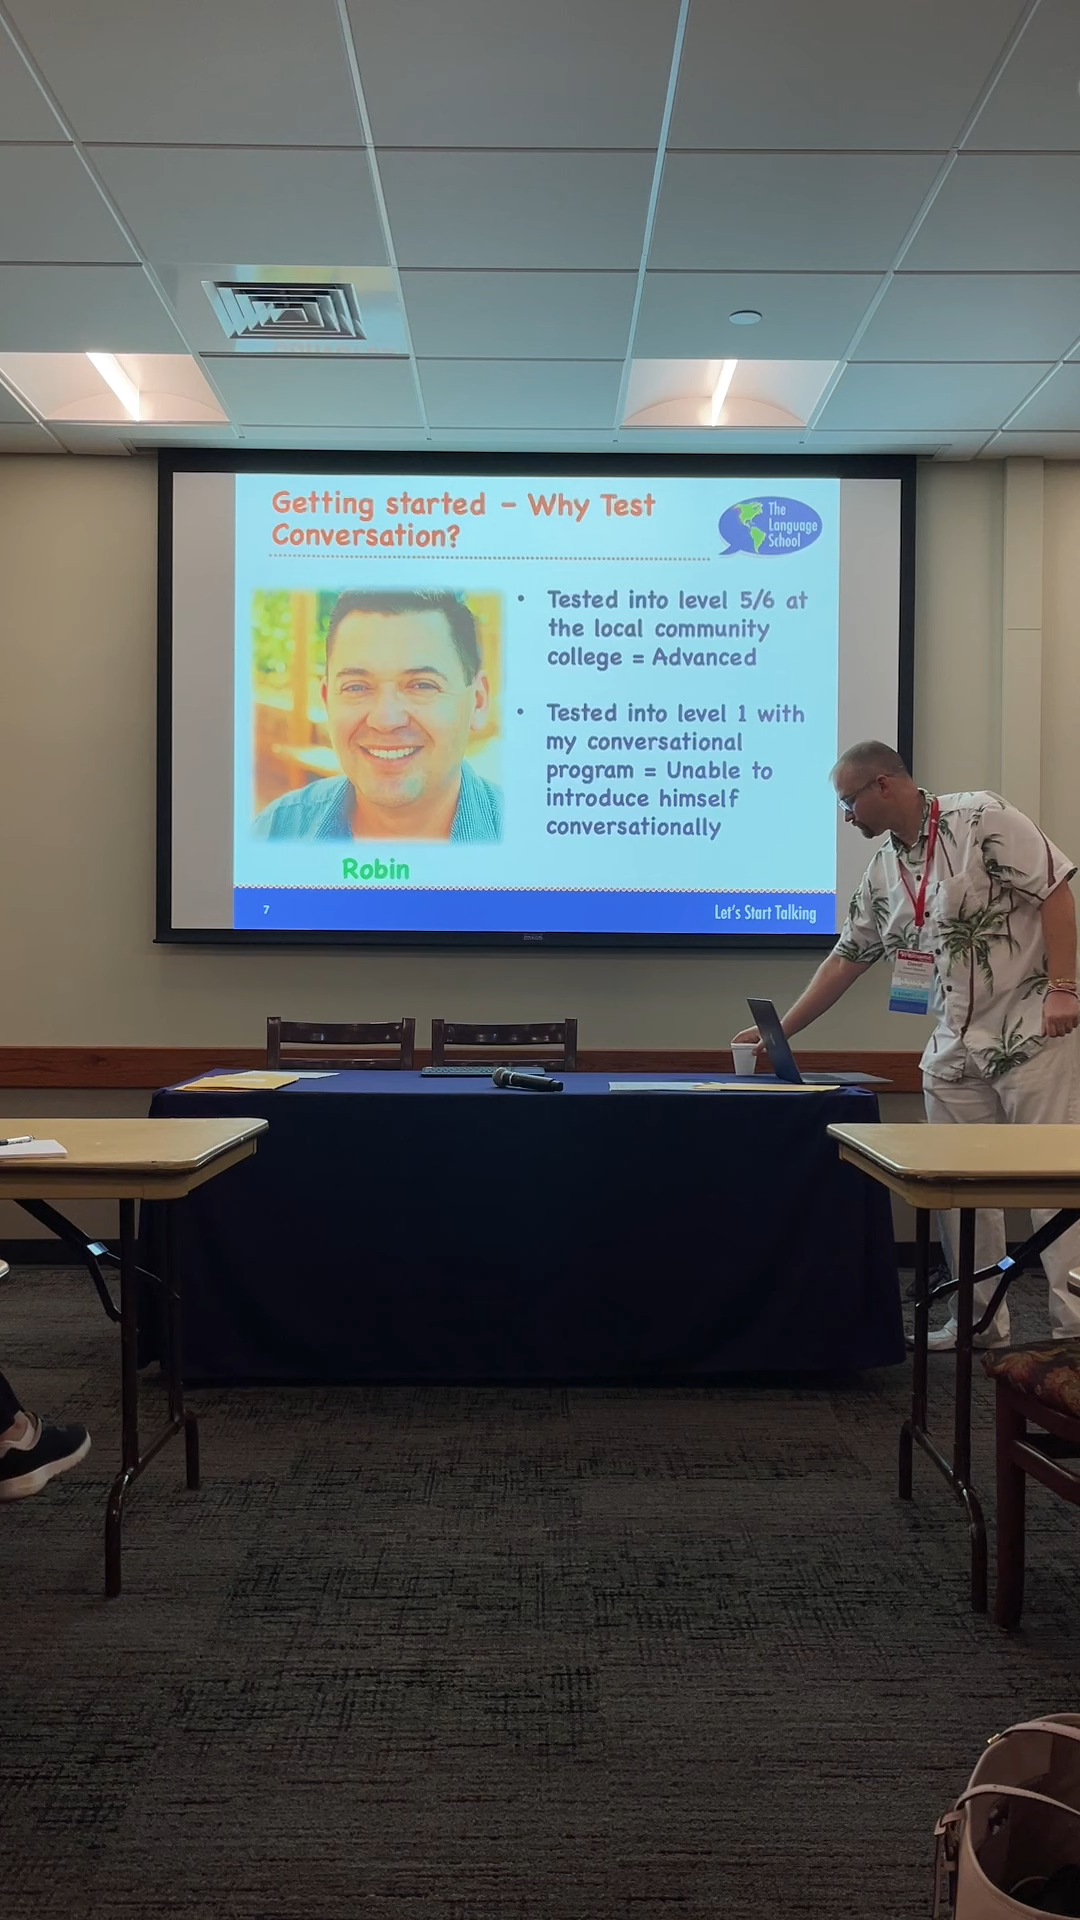 Getting started – Why Test
Conversation?
The
Language
School
• Tested into level 5/6 at
the local community
college = Advanced
• Tested into level 1 with
my conversational
program = Unable to
introduce himself
conversationally
Robin
7
Let's Start Talking
David